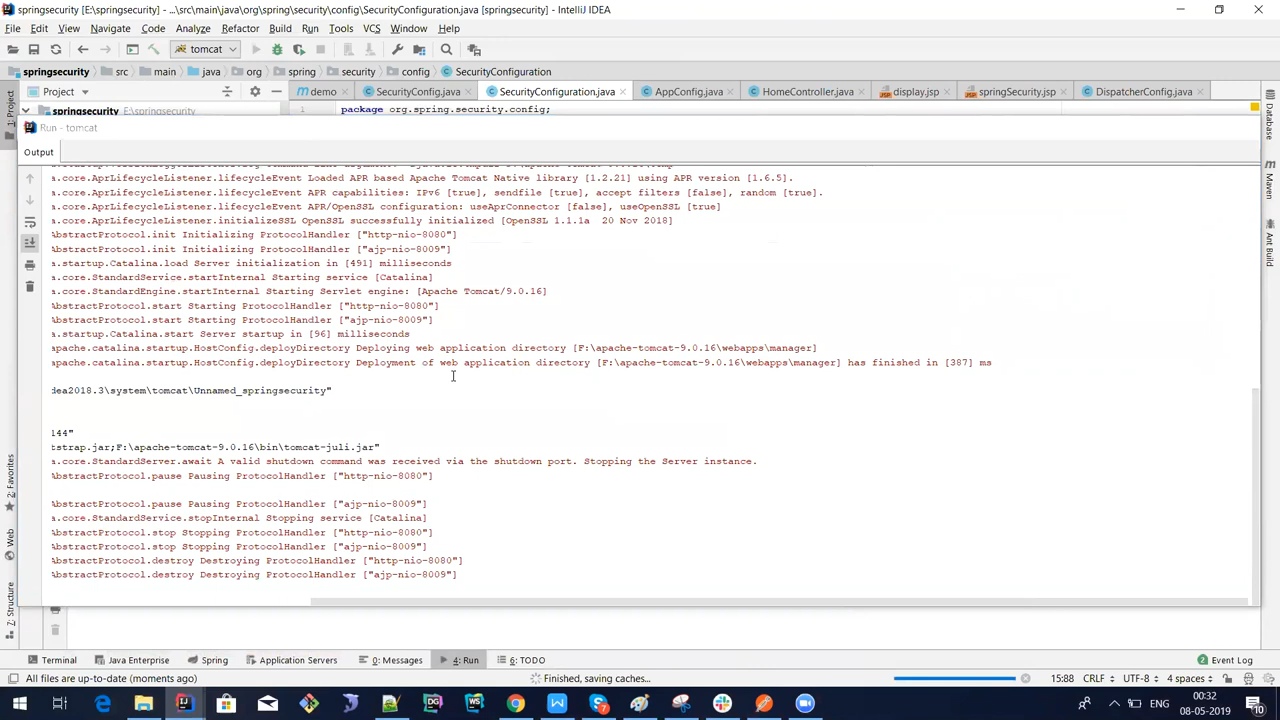 springsecurity [E:\springsecurity] - ...\src\main\java\org\spring\security\config\SecurityConfiguration.java [springsecurity] - IntelliJ IDEA
File Edit View Navigate Code Analyze Refactor Build Run Tools VCS Window Help
tomcat
springsecurity src main java org spring security config SecurityConfiguration
Project demo SecurityConfig.java SecurityConfiguration.java AppConfig.java HomeController.java display.jsp springSecurity.jsp DispatcherConfig.java
springsecurity E:\springsecurity 1 package org.spring.security.config;
Run - tomcat
Output
a.core.AprLifecycleListener.lifecycleEvent Loaded APR based Apache Tomcat Native library [1.2.21] using APR version [1.6.5].
a.core.AprLifecycleListener.lifecycleEvent APR capabilities: IPv6 [true], sendfile [true], accept filters [false], random [true].
a.core.AprLifecycleListener.lifecycleEvent APR/OpenSSL configuration: useAprConnector [false], useOpenSSL [true]
a.core.AprLifecycleListener.initializeSSL OpenSSL successfully initialized [OpenSSL 1.1.1a  20 Nov 2018]
AbstractProtocol.init Initializing ProtocolHandler ["http-nio-8080"]
AbstractProtocol.init Initializing ProtocolHandler ["ajp-nio-8009"]
a.startup.Catalina.load Server initialization in [491] milliseconds
a.core.StandardService.startInternal Starting service [Catalina]
a.core.StandardEngine.startInternal Starting Servlet engine: [Apache Tomcat/9.0.16]
AbstractProtocol.start Starting ProtocolHandler ["http-nio-8080"]
AbstractProtocol.start Starting ProtocolHandler ["ajp-nio-8009"]
a.startup.Catalina.start Server startup in [96] milliseconds
apache.catalina.startup.HostConfig.deployDirectory Deploying web application directory [F:\apache-tomcat-9.0.16\webapps\manager]
apache.catalina.startup.HostConfig.deployDirectory Deployment of web application directory [F:\apache-tomcat-9.0.16\webapps\manager] has finished in [387] ms
dea2018.3\system\tomcat\Unnamed_springsecurity"
144"
tstrap.jar;F:\apache-tomcat-9.0.16\bin\tomcat-juli.jar"
a.core.StandardServer.await A valid shutdown command was received via the shutdown port. Stopping the Server instance.
AbstractProtocol.pause Pausing ProtocolHandler ["http-nio-8080"]
AbstractProtocol.pause Pausing ProtocolHandler ["ajp-nio-8009"]
a.core.StandardService.stopInternal Stopping service [Catalina]
AbstractProtocol.stop Stopping ProtocolHandler ["http-nio-8080"]
AbstractProtocol.stop Stopping ProtocolHandler ["ajp-nio-8009"]
AbstractProtocol.destroy Destroying ProtocolHandler ["http-nio-8080"]
AbstractProtocol.destroy Destroying ProtocolHandler ["ajp-nio-8009"]
1: Project
2: Favorites
Web
7: Structure
Database
Maven
Ant Build
Terminal Java Enterprise Spring Application Servers 0: Messages 4: Run 6: TODO Event Log
All files are up-to-date (moments ago) Finished, saving caches... 15:88 CRLF UTF-8 4 spaces
00:32
08-05-2019